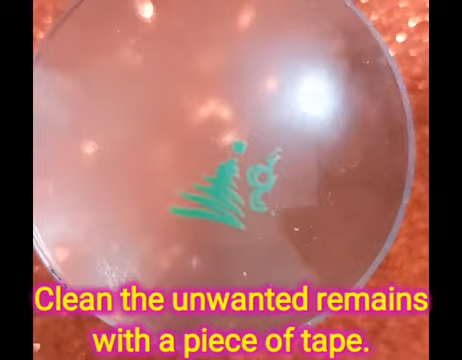 Clean the unwanted remains
with a piece of tape.